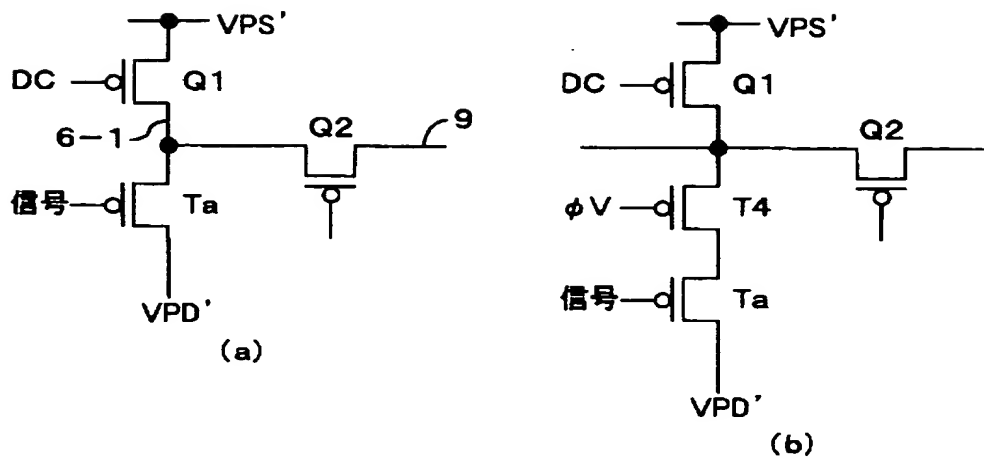 VPS'
DC
Q1
6-1
Q2
9
信号
Ta
VPD'
(a)
VPS'
DC
Q1
Q2
φV
T4
信号
Ta
VPD'
(b)